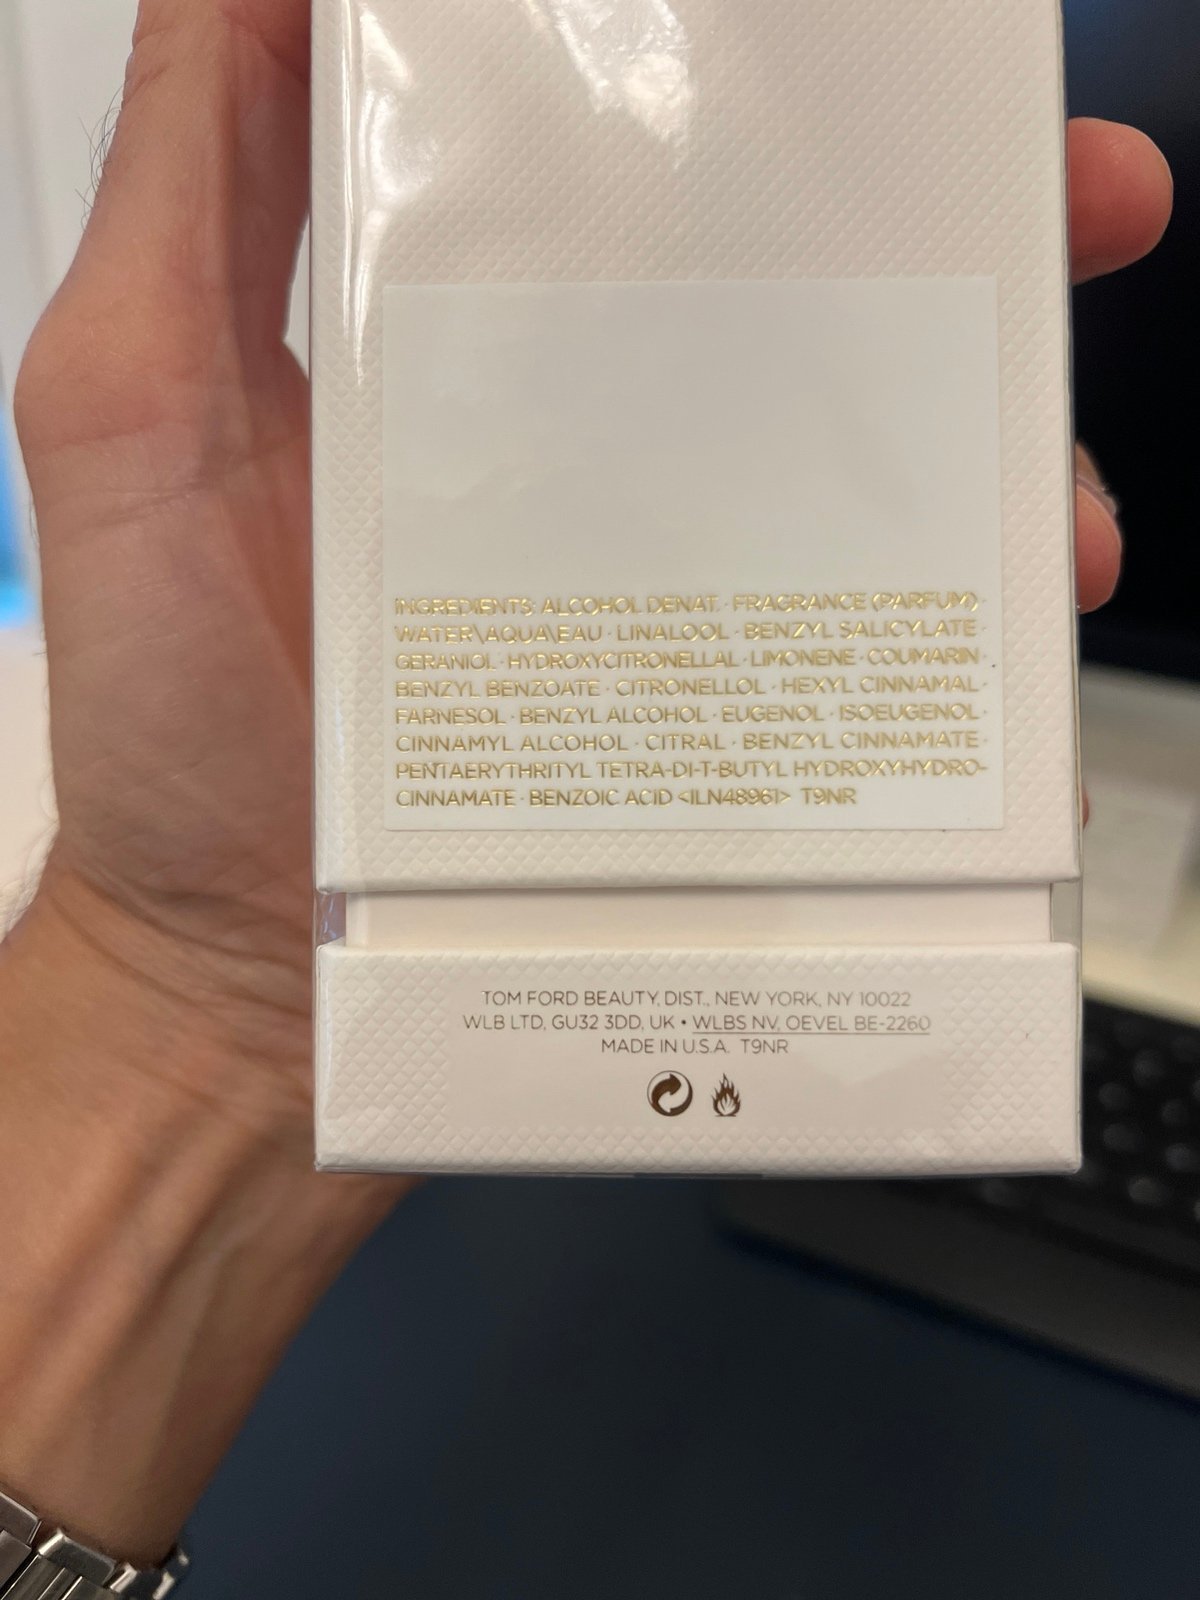 INGREDIENTS: ALCOHOL DENAT. · FRAGRANCE (PARFUM) ·
WATER\AQUA\EAU · LINALOOL · BENZYL SALICYLATE ·
GERANIOL · HYDROXYCITRONELLAL · LIMONENE · COUMARIN ·
BENZYL BENZOATE · CITRONELLOL · HEXYL CINNAMAL ·
FARNESOL · BENZYL ALCOHOL · EUGENOL · ISOEUGENOL ·
CINNAMYL ALCOHOL · CITRAL · BENZYL CINNAMATE ·
PENTAERYTHRITYL TETRA-DI-T-BUTYL HYDROXYHYDRO-
CINNAMATE · BENZOIC ACID <ILN48961> T9NR
TOM FORD BEAUTY, DIST., NEW YORK, NY 10022
WLB LTD, GU32 3DD, UK • WLBS NV, OEVEL BE-2260
MADE IN U.S.A. T9NR